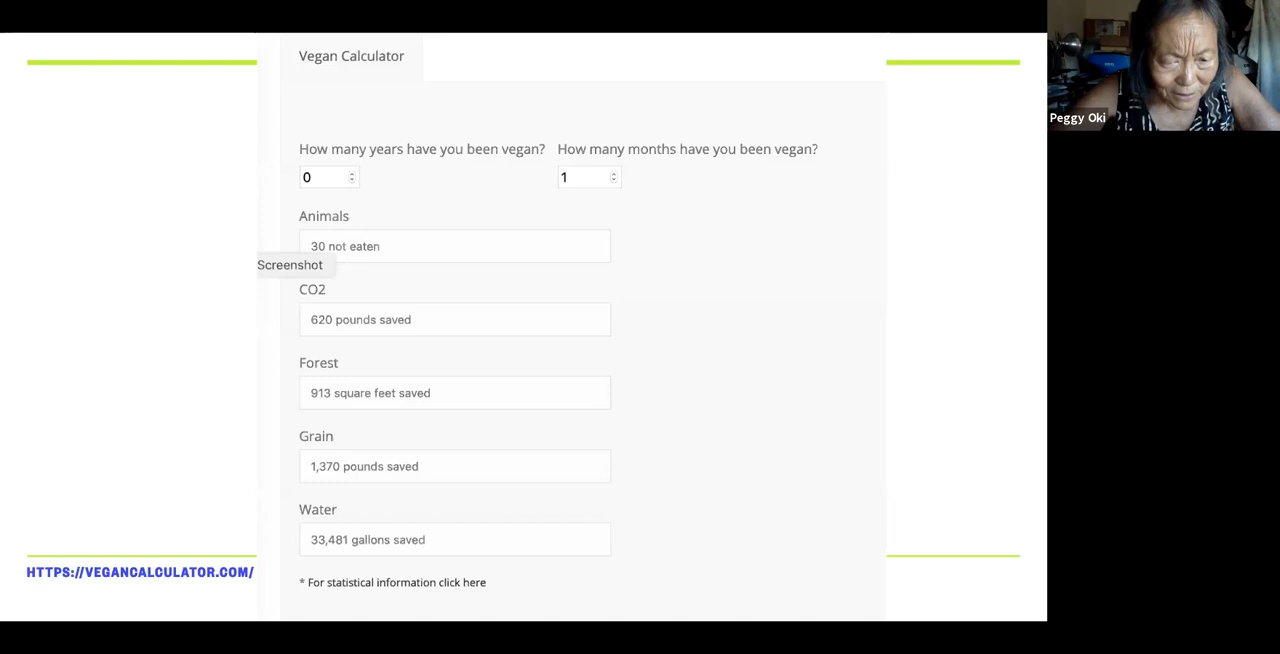 Vegan Calculator
Peggy Oki
How many years have you been vegan? How many months have you been vegan?
0 1
Animals
30 not eaten
Screenshot
CO2
620 pounds saved
Forest
913 square feet saved
Grain
1,370 pounds saved
Water
33,481 gallons saved
HTTPS://VEGANCALCULATOR.COM/
* For statistical information click here